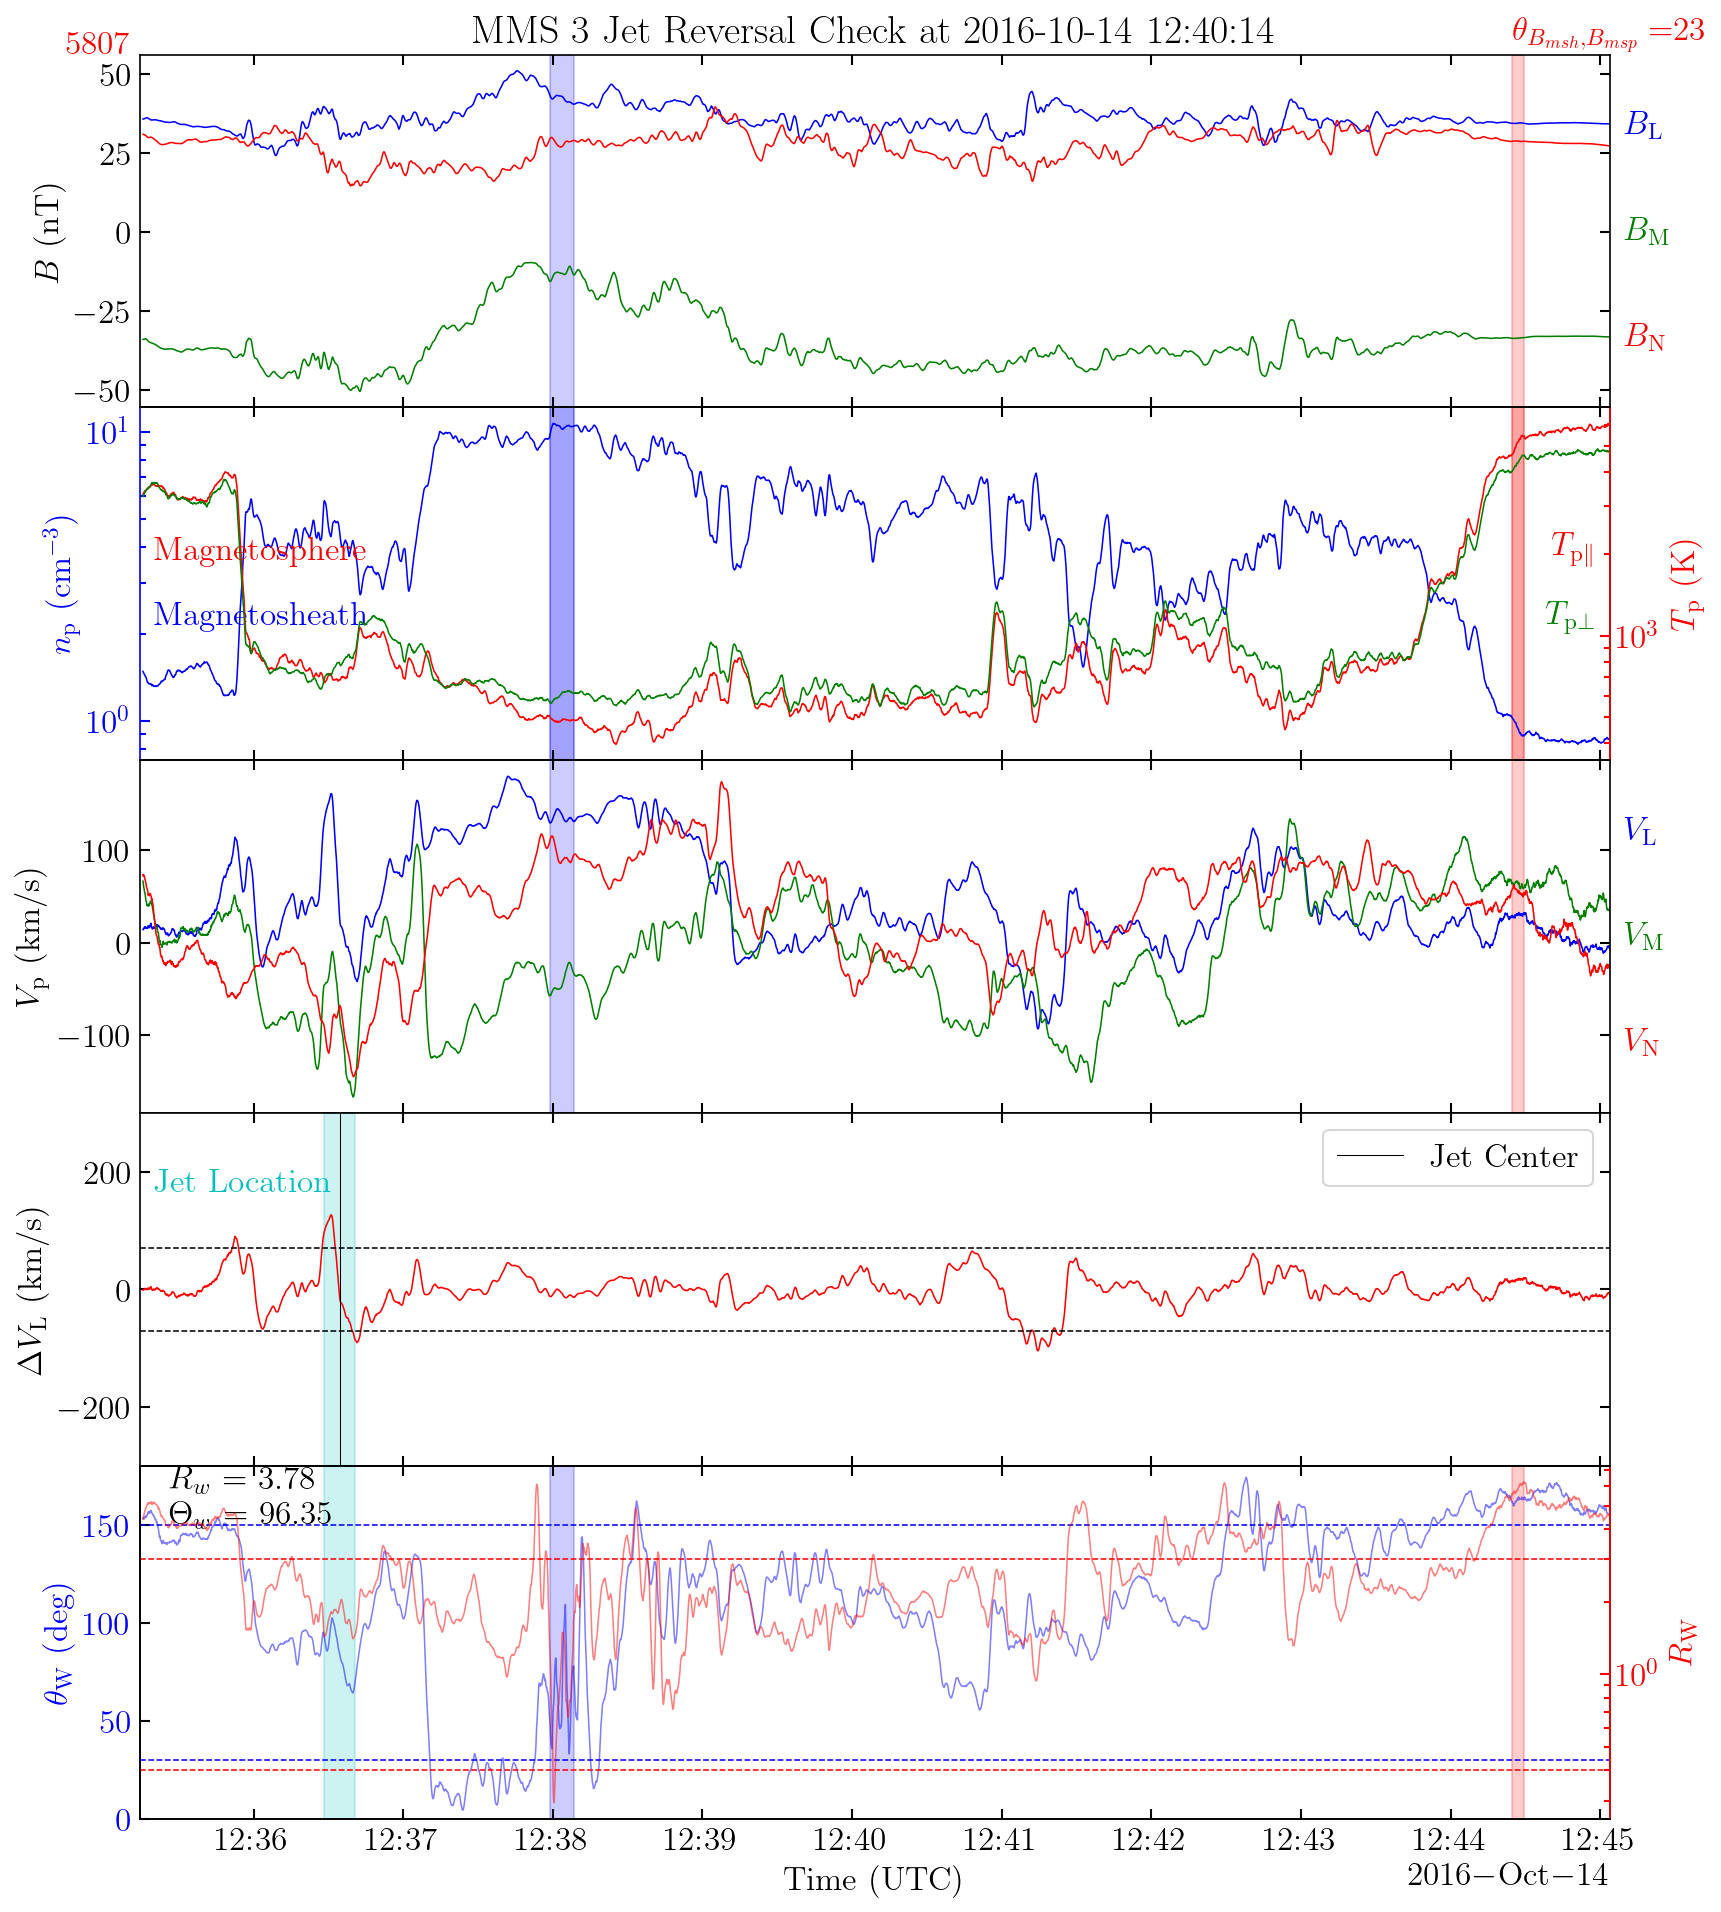 MMS 3 Jet Reversal Check at 2016-10-14 12:40:14
5807
θ_{B_{msh},B_{msp}} =23
50
25
0
−25
−50
B (nT)
B_L
B_M
B_N
10^1
10^0
n_p (cm^{−3})
Magnetosphere
Magnetosheath
T_{p∥}
T_{p⊥}
10^3
T_p (K)
100
0
−100
V_p (km/s)
V_L
V_M
V_N
200
0
−200
ΔV_L (km/s)
Jet Location
Jet Center
R_w = 3.78
Θ_w = 96.35
150
100
50
0
θ_W (deg)
10^0
R_W
12:36 12:37 12:38 12:39 12:40 12:41 12:42 12:43 12:44 12:45
Time (UTC)
2016−Oct−14